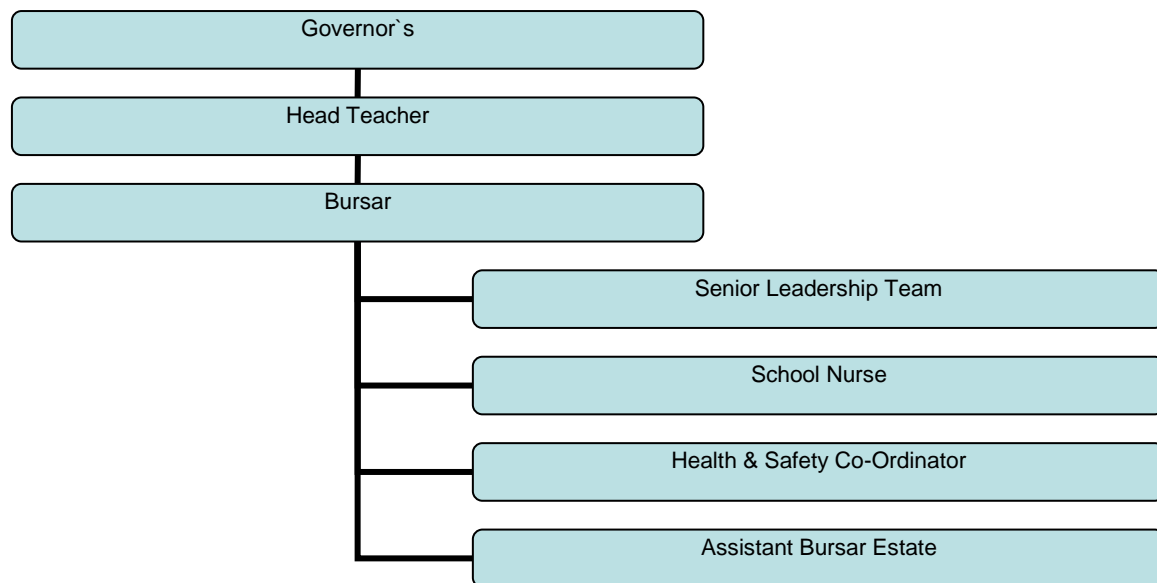 Governor`s
Head Teacher
Bursar
Senior Leadership Team
School Nurse
Health & Safety Co-Ordinator
Assistant Bursar Estate